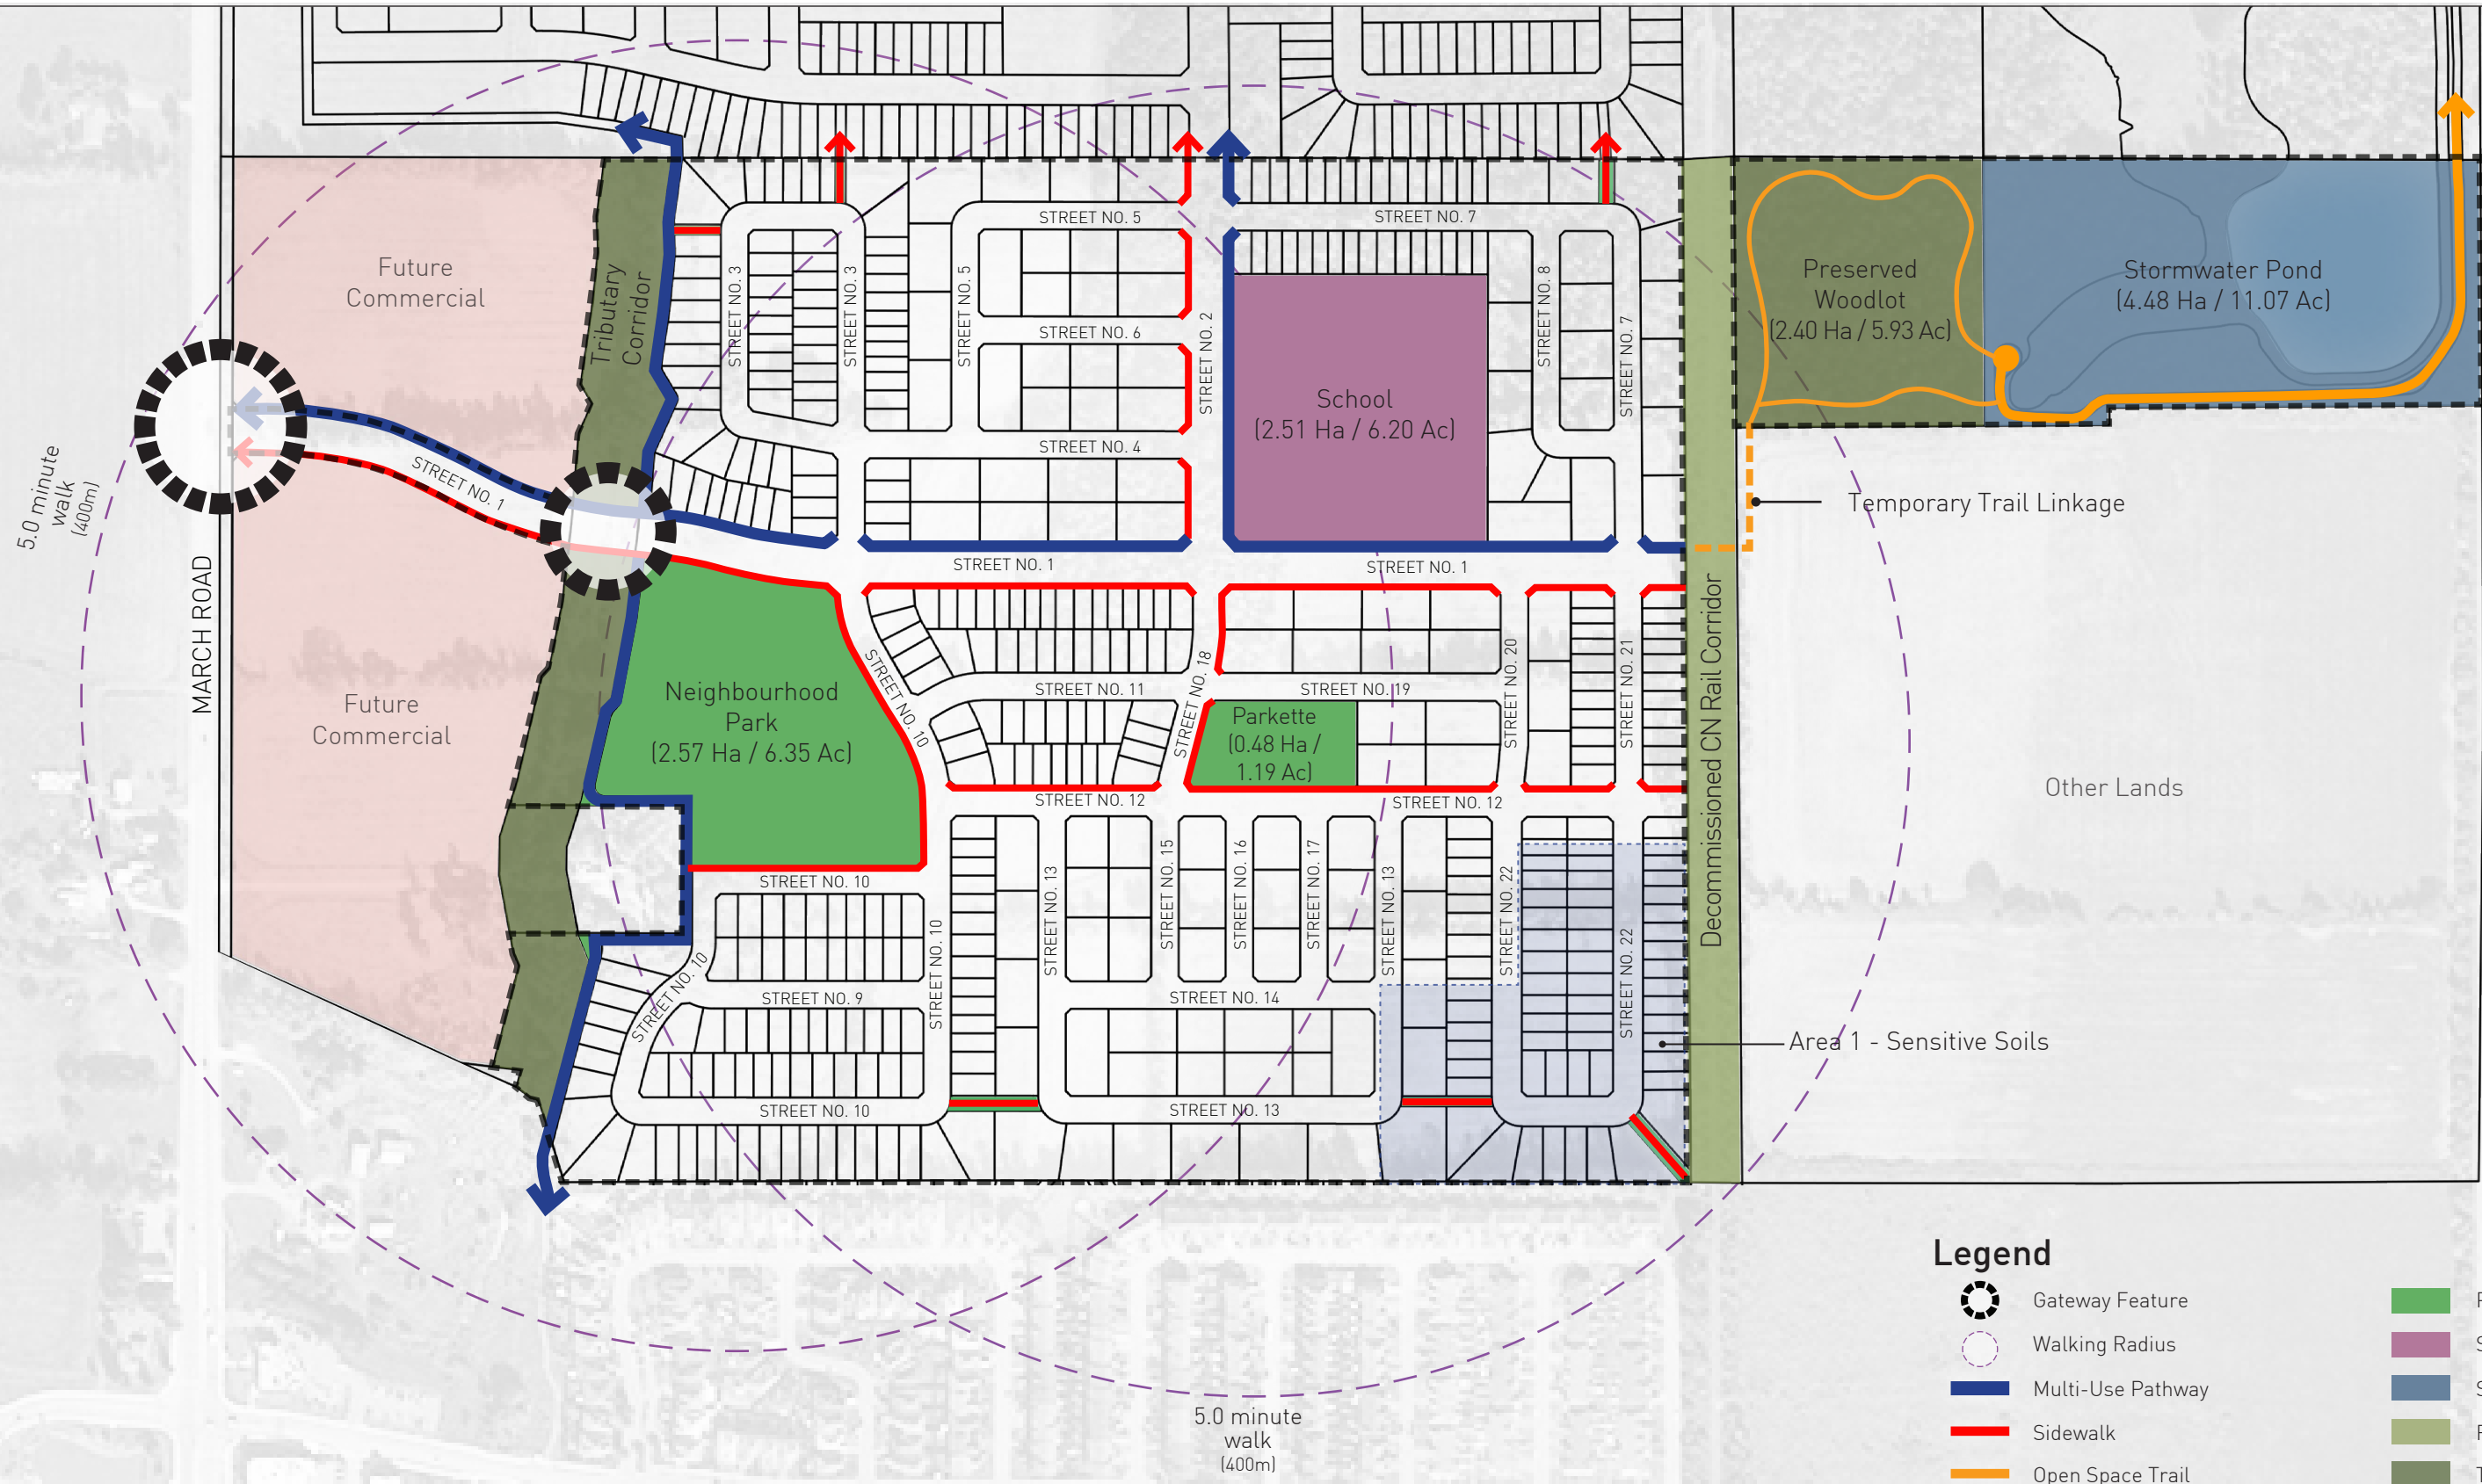 STREET NO. 5
STREET NO. 7
Future
Commercial
Tributary
Corridor
STREET NO. 3
STREET NO. 3
STREET NO. 5
STREET NO. 6
STREET NO. 2
STREET NO. 8
STREET NO. 7
School
(2.51 Ha / 6.20 Ac)
Preserved
Woodlot
(2.40 Ha / 5.93 Ac)
Stormwater Pond
(4.48 Ha / 11.07 Ac)
STREET NO. 4
STREET NO. 1
5.0 minute
walk
(400m)
Temporary Trail Linkage
STREET NO. 1
STREET NO. 1
MARCH ROAD
Future
Commercial
Neighbourhood
Park
(2.57 Ha / 6.35 Ac)
STREET NO. 10
STREET NO. 11
STREET NO. 18
STREET NO. 19
Parkette
(0.48 Ha /
1.19 Ac)
STREET NO. 20
STREET NO. 21
Decommissioned CN Rail Corridor
Other Lands
STREET NO. 12
STREET NO. 12
STREET NO. 10
STREET NO. 10
STREET NO. 9
STREET NO. 10
STREET NO. 10
STREET NO. 13
STREET NO. 15
STREET NO. 16
STREET NO. 17
STREET NO. 13
STREET NO. 22
STREET NO. 22
STREET NO. 14
STREET NO. 13
Area 1 - Sensitive Soils
5.0 minute
walk
(400m)
Legend
Gateway Feature
Walking Radius
Multi-Use Pathway
Sidewalk
Open Space Trail